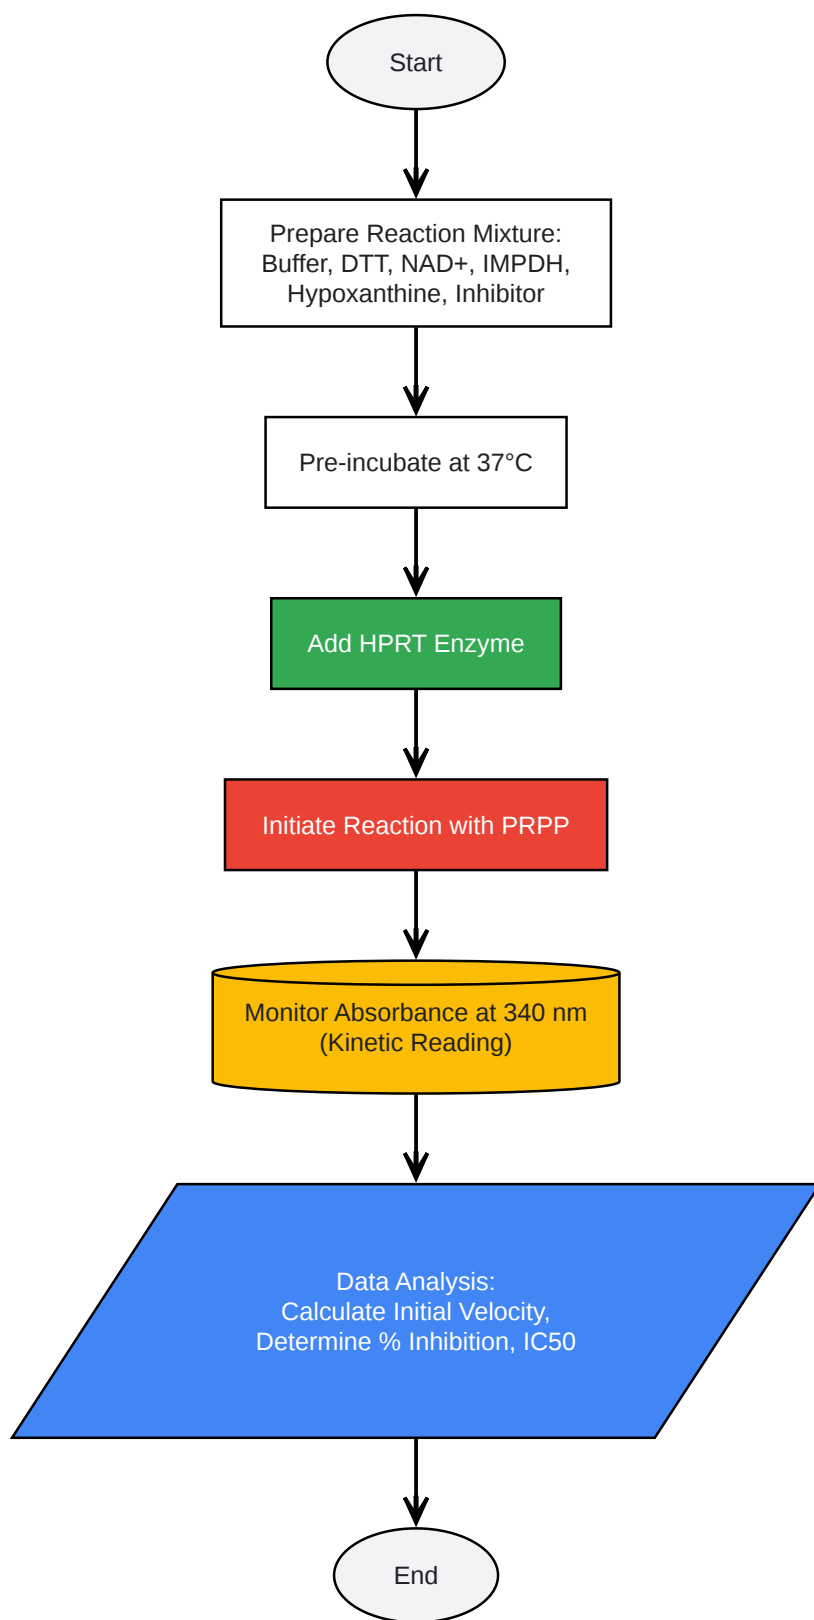 Start
Prepare Reaction Mixture:
Buffer, DTT, NAD+, IMPDH,
Hypoxanthine, Inhibitor
Pre-incubate at 37°C
Add HPRT Enzyme
Initiate Reaction with PRPP
Monitor Absorbance at 340 nm
(Kinetic Reading)
Data Analysis:
Calculate Initial Velocity,
Determine % Inhibition, IC50
End